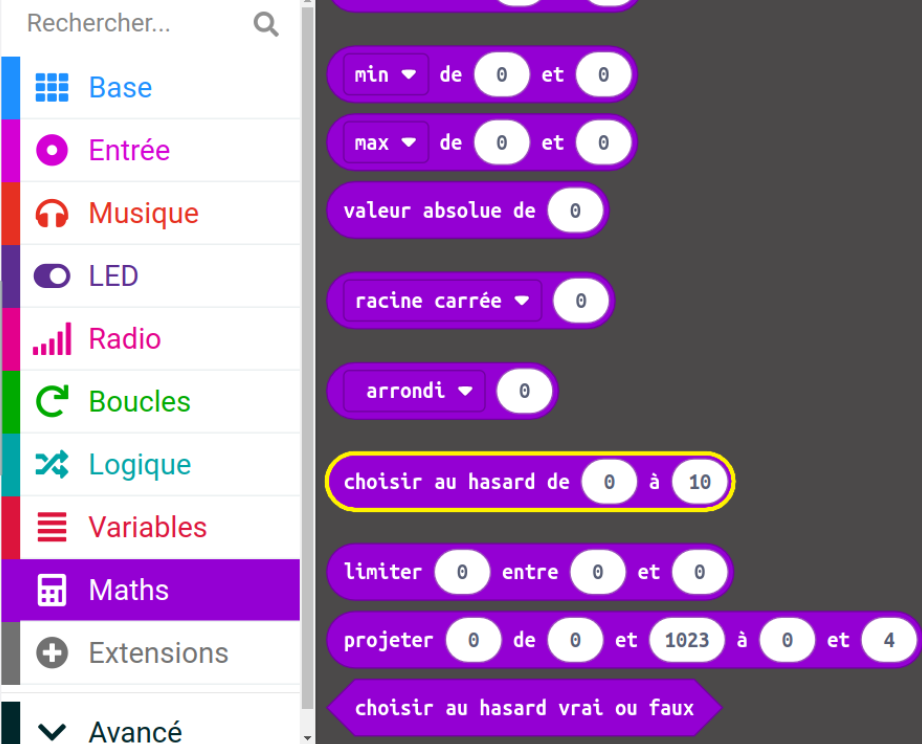 Rechercher...
Base
Entrée
Musique
LED
Radio
Boucles
Logique
Variables
Maths
Extensions
Avancé
min de 0 et 0
max de 0 et 0
valeur absolue de 0
racine carrée 0
arrondi 0
choisir au hasard de 0 à 10
limiter 0 entre 0 et 0
projeter 0 de 0 et 1023 à 0 et 4
choisir au hasard vrai ou faux